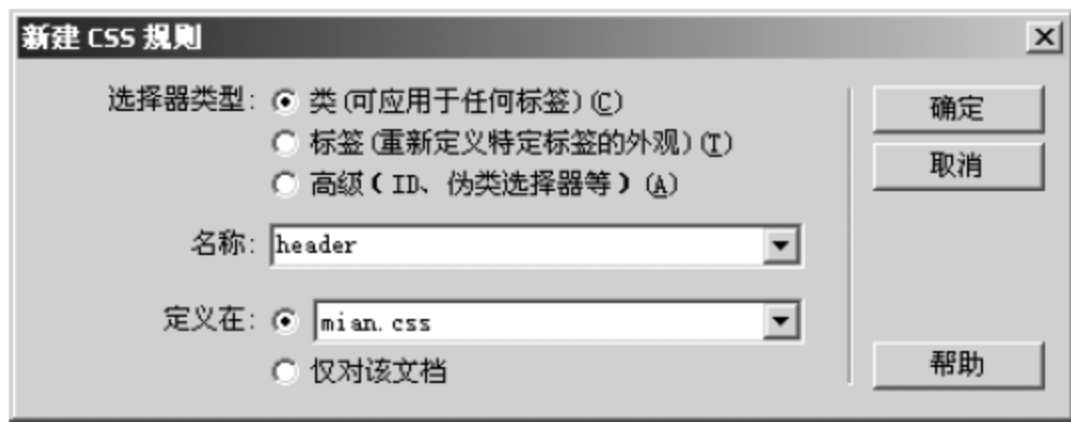 新建 CSS 规则
选择器类型: 类(可应用于任何标签)(C)
标签(重新定义特定标签的外观)(T)
高级( ID、伪类选择器等 )(A)
名称: header
定义在: mian.css
仅对该文档
确定
取消
帮助